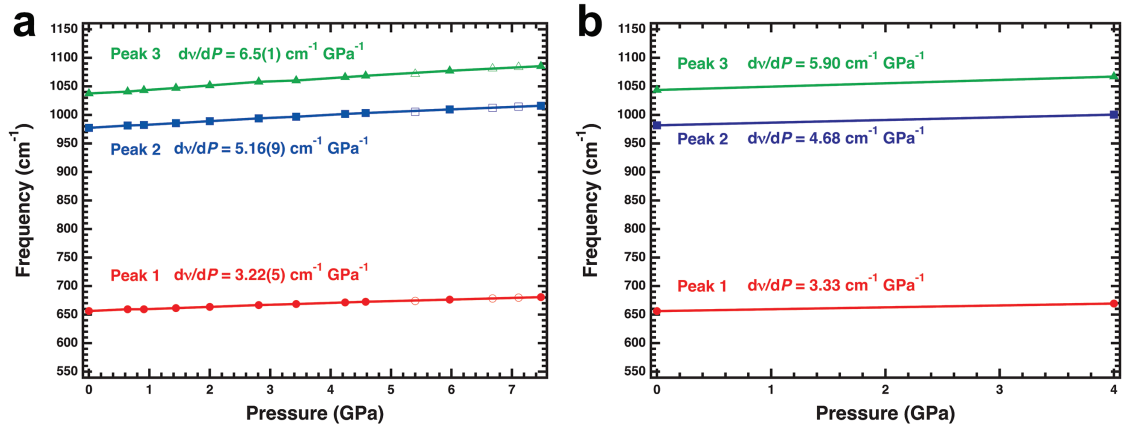 a
1150
1100
1050
1000
950
900
850
800
750
700
650
600
550
Frequency (cm⁻¹)
Peak 3 dν/dP = 6.5(1) cm⁻¹ GPa⁻¹
Peak 2 dν/dP = 5.16(9) cm⁻¹ GPa⁻¹
Peak 1 dν/dP = 3.22(5) cm⁻¹ GPa⁻¹
0 1 2 3 4 5 6 7
Pressure (GPa)
b
1150
1100
1050
1000
950
900
850
800
750
700
650
600
550
Frequency (cm⁻¹)
Peak 3 dν/dP = 5.90 cm⁻¹ GPa⁻¹
Peak 2 dν/dP = 4.68 cm⁻¹ GPa⁻¹
Peak 1 dν/dP = 3.33 cm⁻¹ GPa⁻¹
0 1 2 3 4
Pressure (GPa)